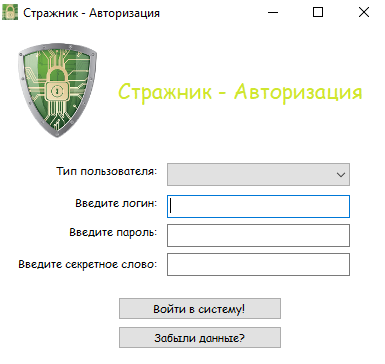 Стражник - Авторизация
Стражник - Авторизация
Тип пользователя:
Введите логин:
Введите пароль:
Введите секретное слово:
Войти в систему!
Забыли данные?